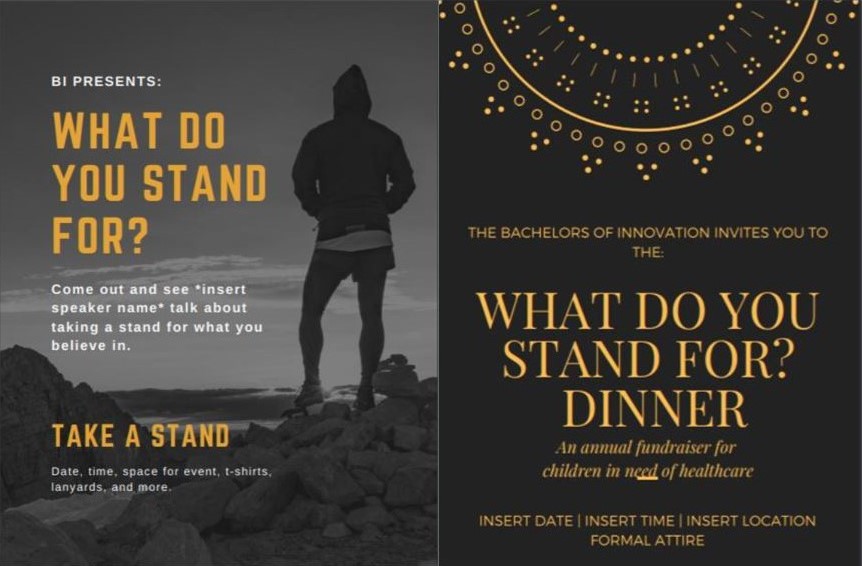 BI PRESENTS:
WHAT DO
YOU STAND
FOR?
Come out and see *insert
speaker name* talk about
taking a stand for what you
believe in.
TAKE A STAND
Date, time, space for event, t-shirts,
lanyards, and more.
THE BACHELORS OF INNOVATION INVITES YOU TO
THE:
WHAT DO YOU
STAND FOR?
DINNER
An annual fundraiser for
children in need of healthcare
INSERT DATE | INSERT TIME | INSERT LOCATION
FORMAL ATTIRE